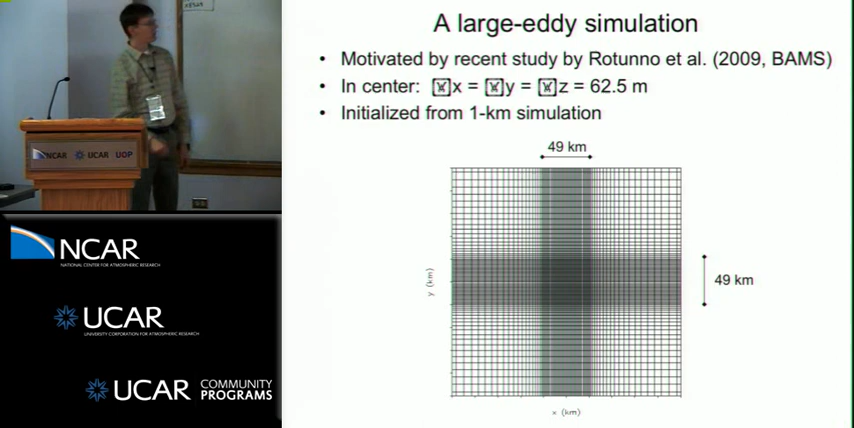 A large-eddy simulation
• Motivated by recent study by Rotunno et al. (2009, BAMS)
• In center: x = y = z = 62.5 m
• Initialized from 1-km simulation
49 km
49 km
y (km)
x (km)
NCAR UCAR UOP
NCAR
NATIONAL CENTER FOR ATMOSPHERIC RESEARCH
UCAR
UNIVERSITY CORPORATION FOR ATMOSPHERIC RESEARCH
UCAR COMMUNITY PROGRAMS